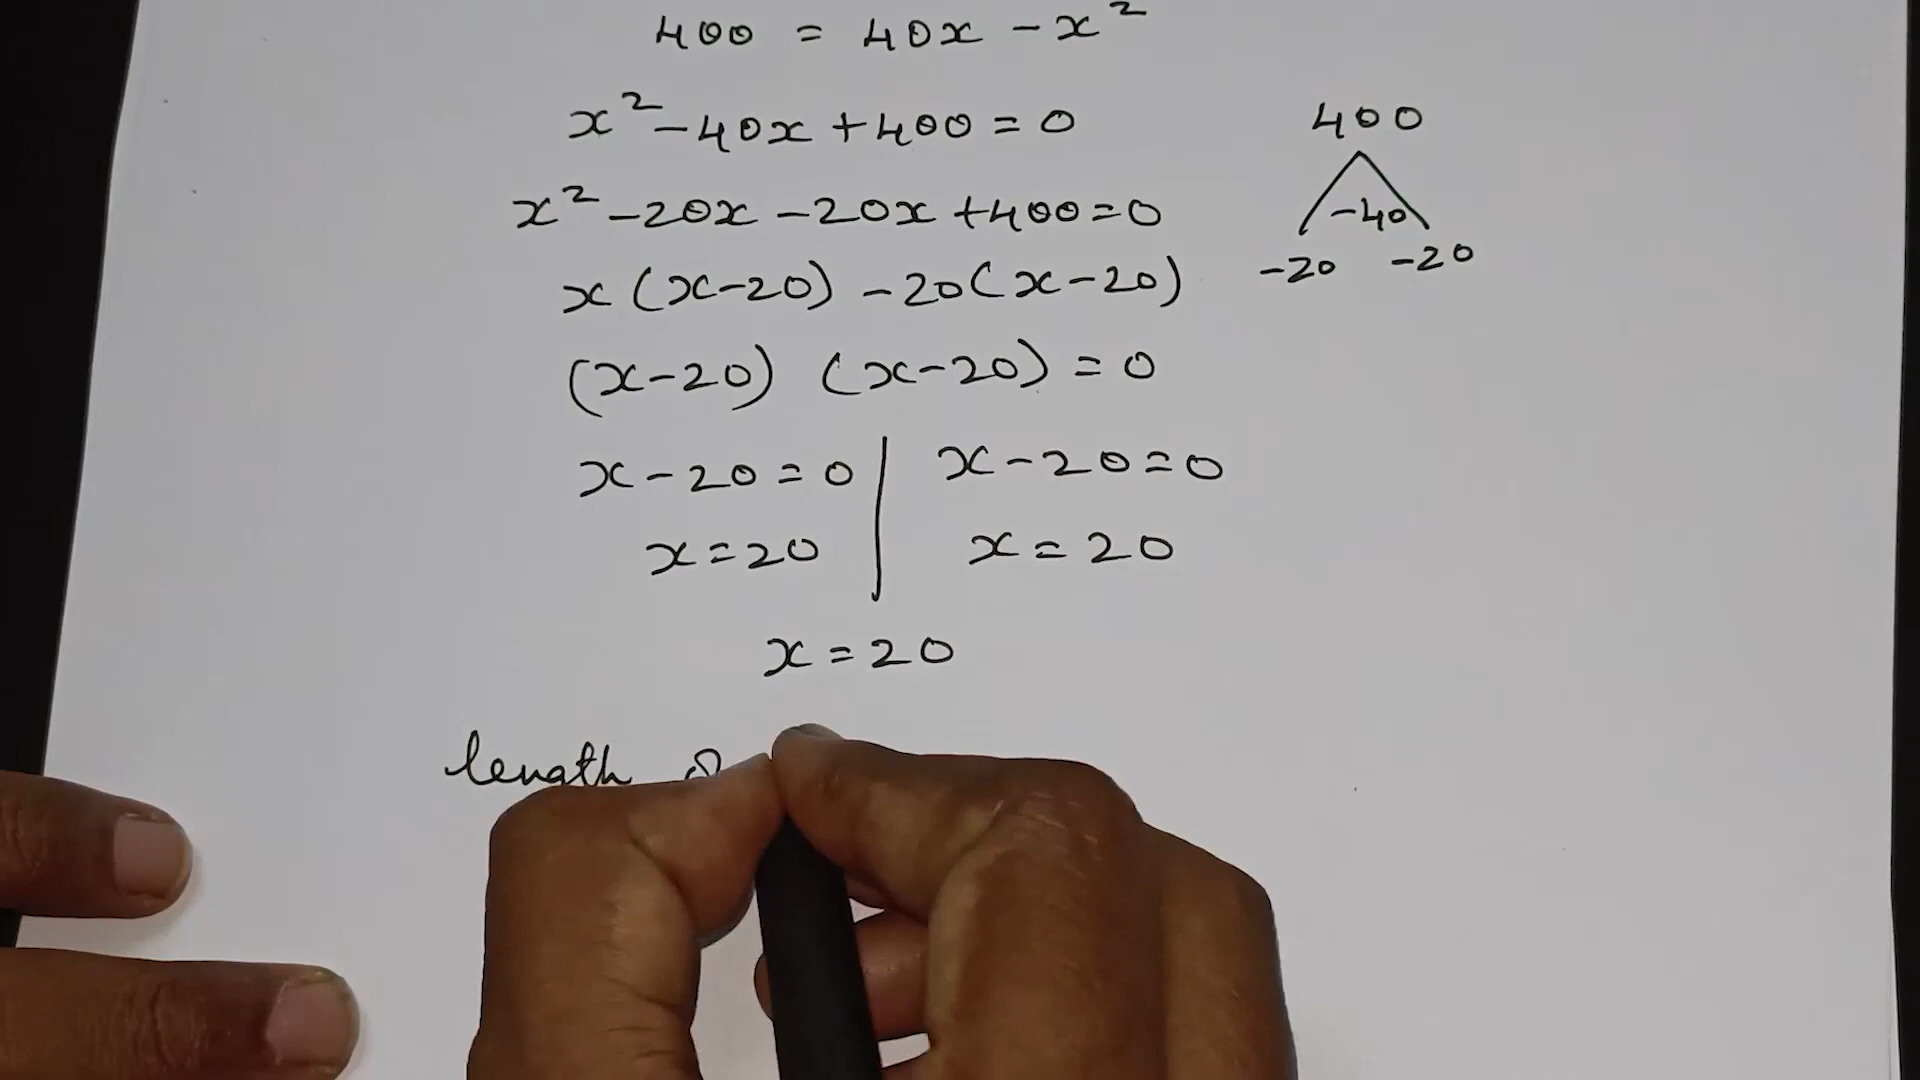 400 = 40x - x²
x² - 40x + 400 = 0
x² - 20x - 20x + 400 = 0
x (x - 20) - 20 (x - 20)
(x - 20) (x - 20) = 0
x - 20 = 0 | x - 20 = 0
x = 20 | x = 20
x = 20
length
400
-40
-20 -20